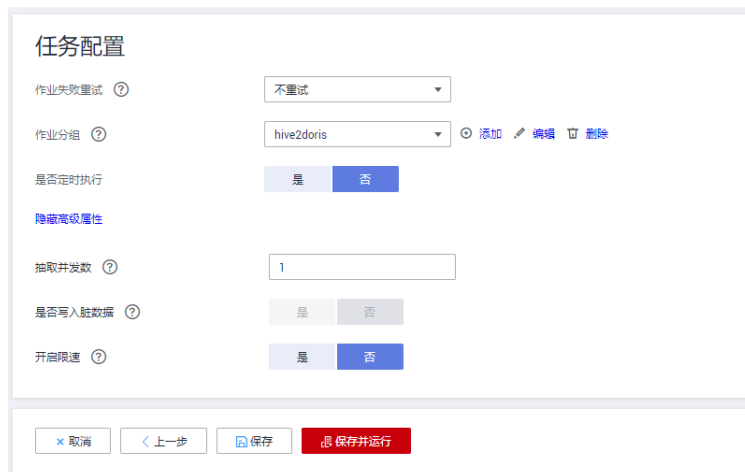 任务配置
作业失败重试 ? 不重试
作业分组 ? hive2doris 添加 编辑 删除
是否定时执行 是 否
隐藏高级属性
抽取并发数 ? 1
是否写入脏数据 ? 是 否
开启限速 ? 是 否
× 取消 < 上一步 保存 保存并运行